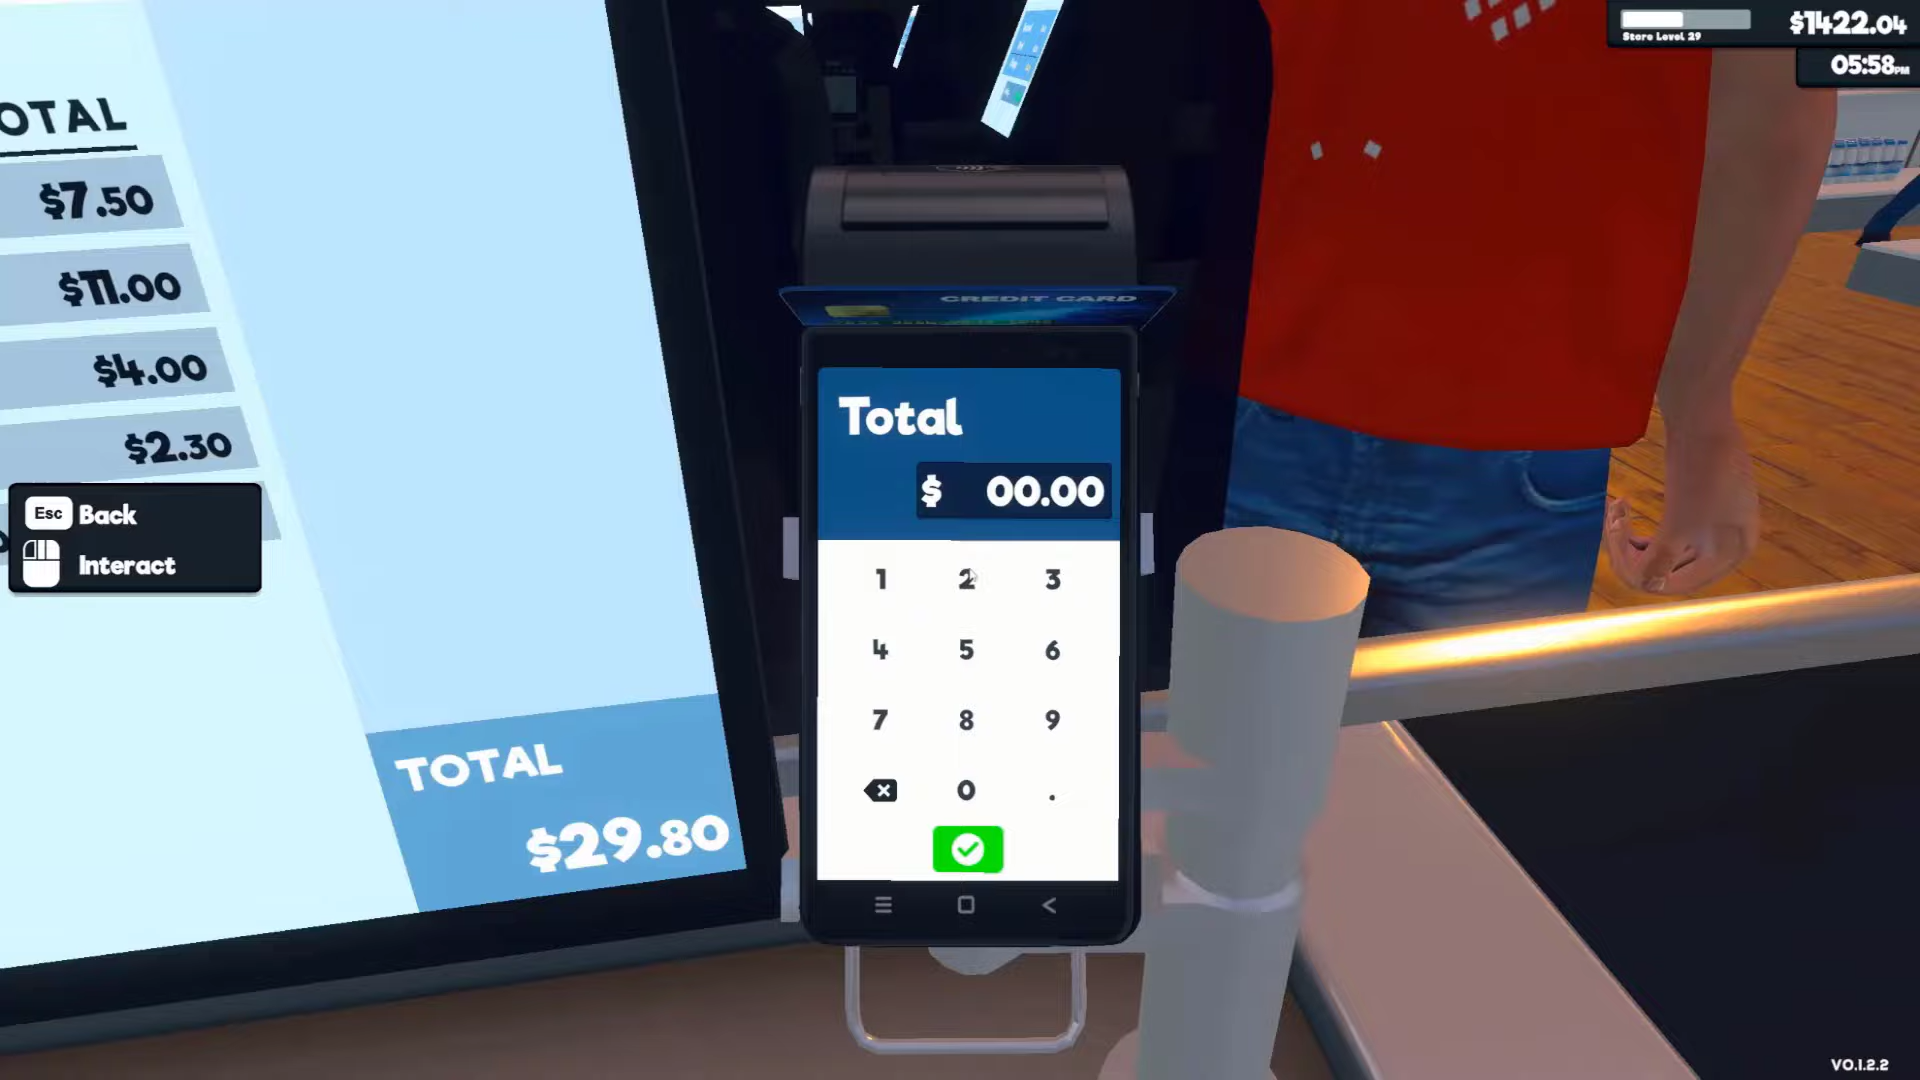 OTAL
$7.50
$11.00
$4.00
$2.30
Esc Back
Interact
TOTAL
$29.80
CREDIT CARD
Total
$ 00.00
1 2 3
4 5 6
7 8 9
0 .
Store Level 29
$1422.04
05:58PM
V0.1.2.2